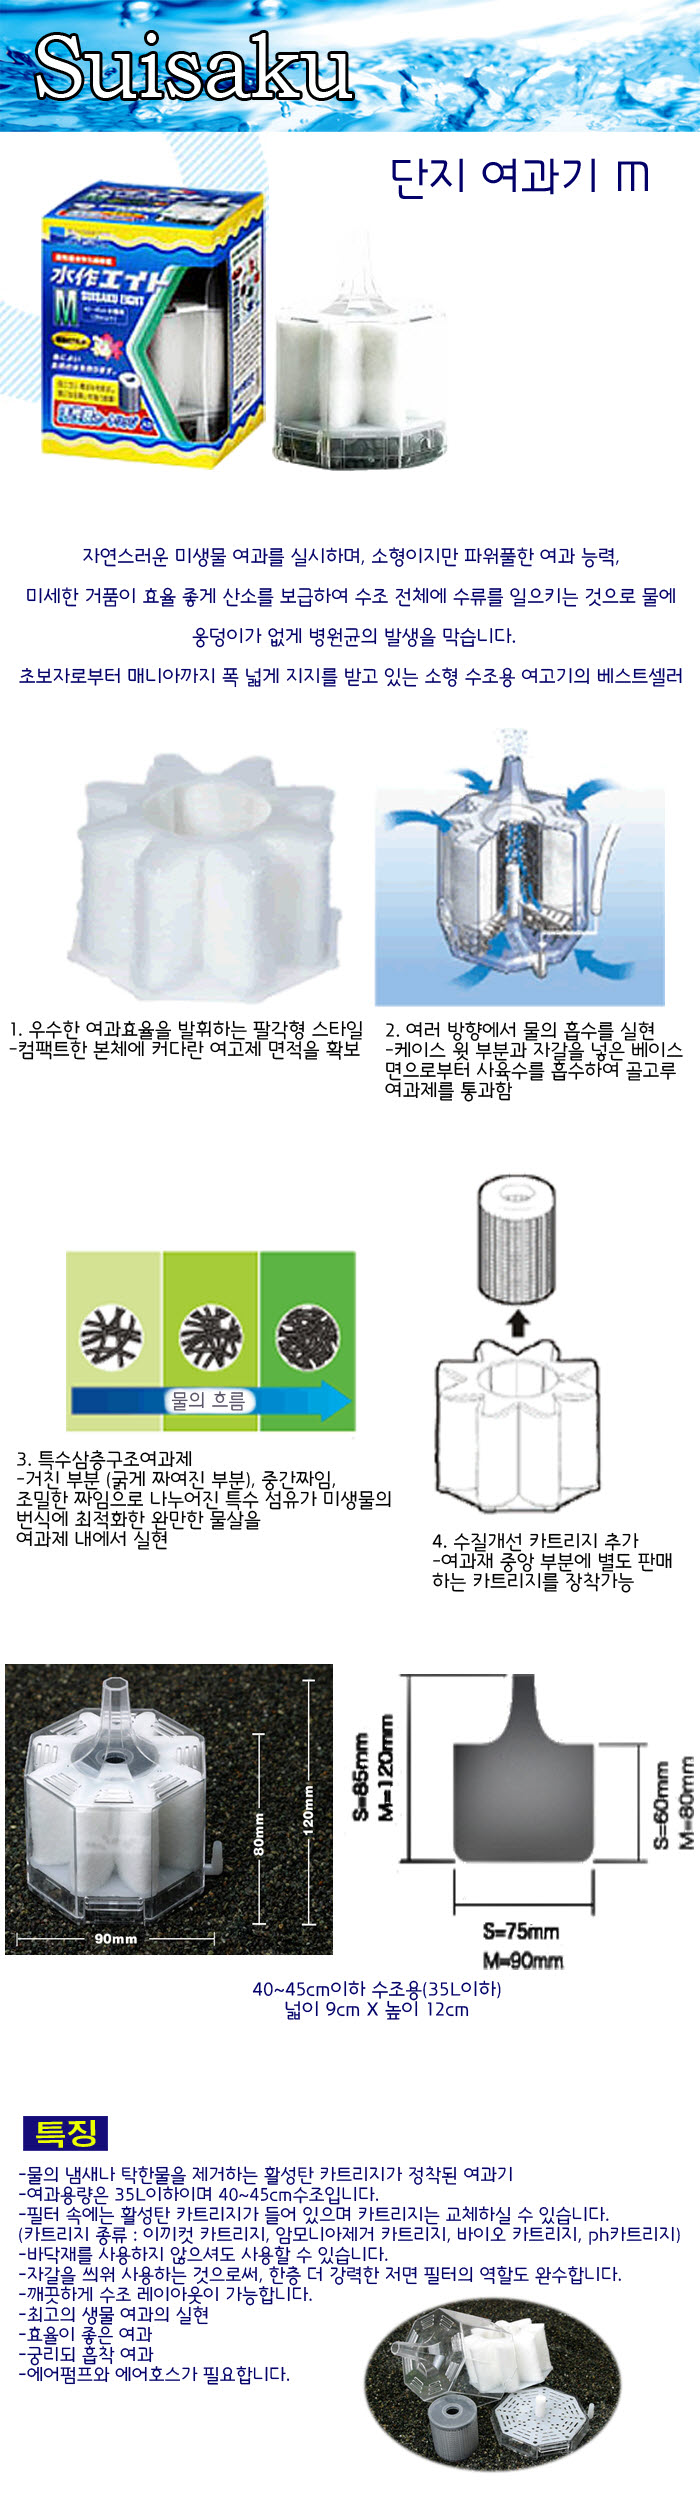 Suisaku
단지 여과기 M
水作エイト
M
SUISAKU EIGHT
자연스러운 미생물 여과를 실시하며, 소형이지만 파워풀한 여과 능력,
미세한 거품이 효율 좋게 산소를 보급하여 수조 전체에 수류를 일으키는 것으로 물에
웅덩이가 없게 병원균의 발생을 막습니다.
초보자로부터 매니아까지 폭 넓게 지지를 받고 있는 소형 수조용 여고기의 베스트셀러
1. 우수한 여과효율을 발휘하는 팔각형 스타일
-컴팩트한 본체에 커다란 여고제 면적을 확보
2. 여러 방향에서 물의 흡수를 실현
-케이스 윗 부분과 자갈을 넣은 베이스
면으로부터 사육수를 흡수하여 골고루
여과제를 통과함
물의 흐름
3. 특수삼층구조여과제
-거친 부분 (굵게 짜여진 부분), 중간짜임,
조밀한 짜임으로 나누어진 특수 섬유가 미생물의
번식에 최적화한 완만한 물살을
여과제 내에서 실현
4. 수질개선 카트리지 추가
-여과재 중앙 부분에 별도 판매
하는 카트리지를 장착가능
80mm
120mm
90mm
S=85mm
M=120mm
S=60mm
M=80mm
S=75mm
M=90mm
40~45cm이하 수조용(35L이하)
넓이 9cm X 높이 12cm
특징
-물의 냄새나 탁한물을 제거하는 활성탄 카트리지가 정착된 여과기
-여과용량은 35L이하이며 40~45cm수조입니다.
-필터 속에는 활성탄 카트리지가 들어 있으며 카트리지는 교체하실 수 있습니다.
(카트리지 종류 : 이끼컷 카트리지, 암모니아제거 카트리지, 바이오 카트리지, ph카트리지)
-바닥재를 사용하지 않으셔도 사용할 수 있습니다.
-자갈을 씌워 사용하는 것으로써, 한층 더 강력한 저면 필터의 역할도 완수합니다.
-깨끗하게 수조 레이아웃이 가능합니다.
-최고의 생물 여과의 실현
-효율이 좋은 여과
-궁리되 흡착 여과
-에어펌프와 에어호스가 필요합니다.